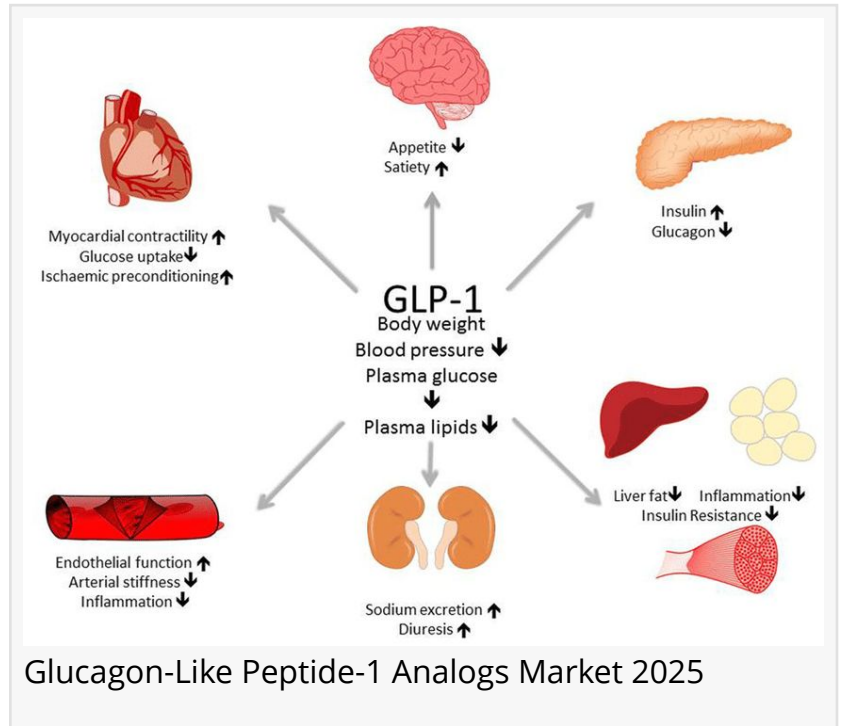 Appetite ↓
Satiety ↑
Myocardial contractility ↑
Glucose uptake↓
Ischaemic preconditioning↑
Insulin ↑
Glucagon ↓
GLP-1
Body weight
Blood pressure ↓
Plasma glucose
↓
Plasma lipids ↓
Endothelial function ↑
Arterial stiffness ↓
Inflammation ↓
Sodium excretion ↑
Diuresis ↑
Liver fat↓ Inflammation↓
Insulin Resistance ↓
Glucagon-Like Peptide-1 Analogs Market 2025